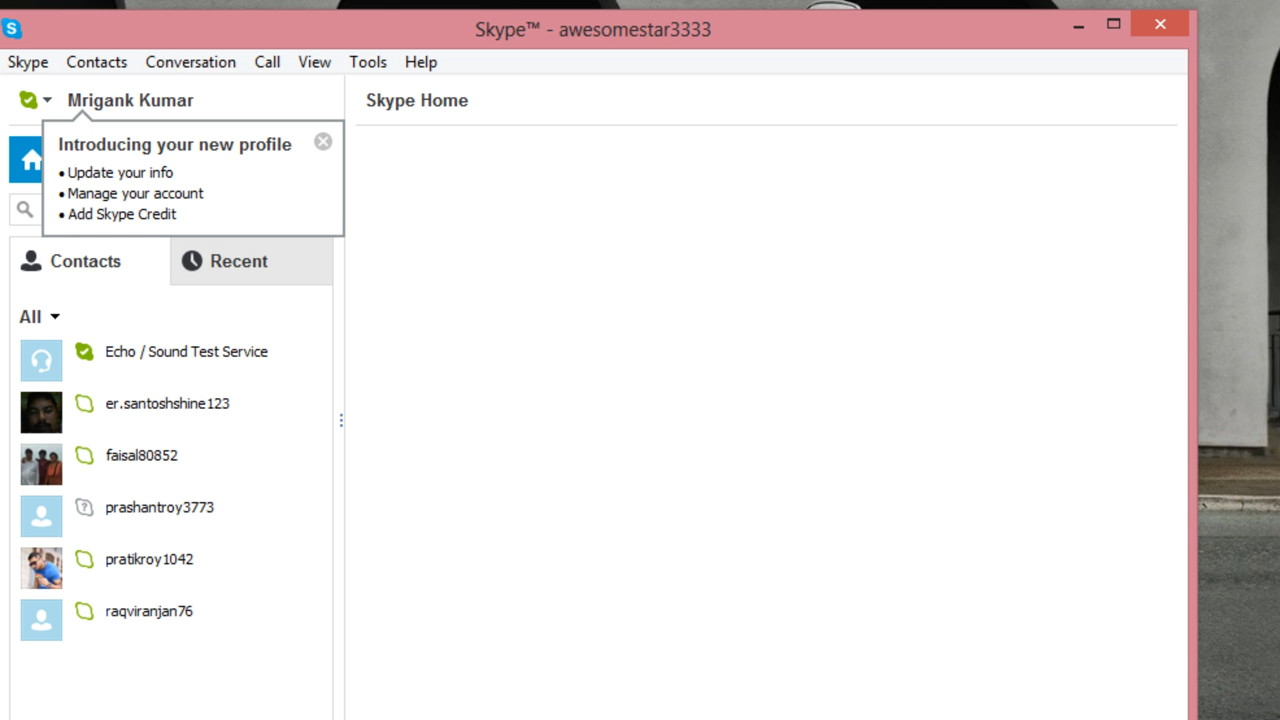 Skype™ - awesomestar3333
Skype Contacts Conversation Call View Tools Help
Mrigank Kumar
Skype Home
Introducing your new profile
• Update your info
• Manage your account
• Add Skype Credit
Contacts
Recent
All
Echo / Sound Test Service
er.santoshshine123
faisal80852
prashantroy3773
pratikroy1042
raqviranjan76